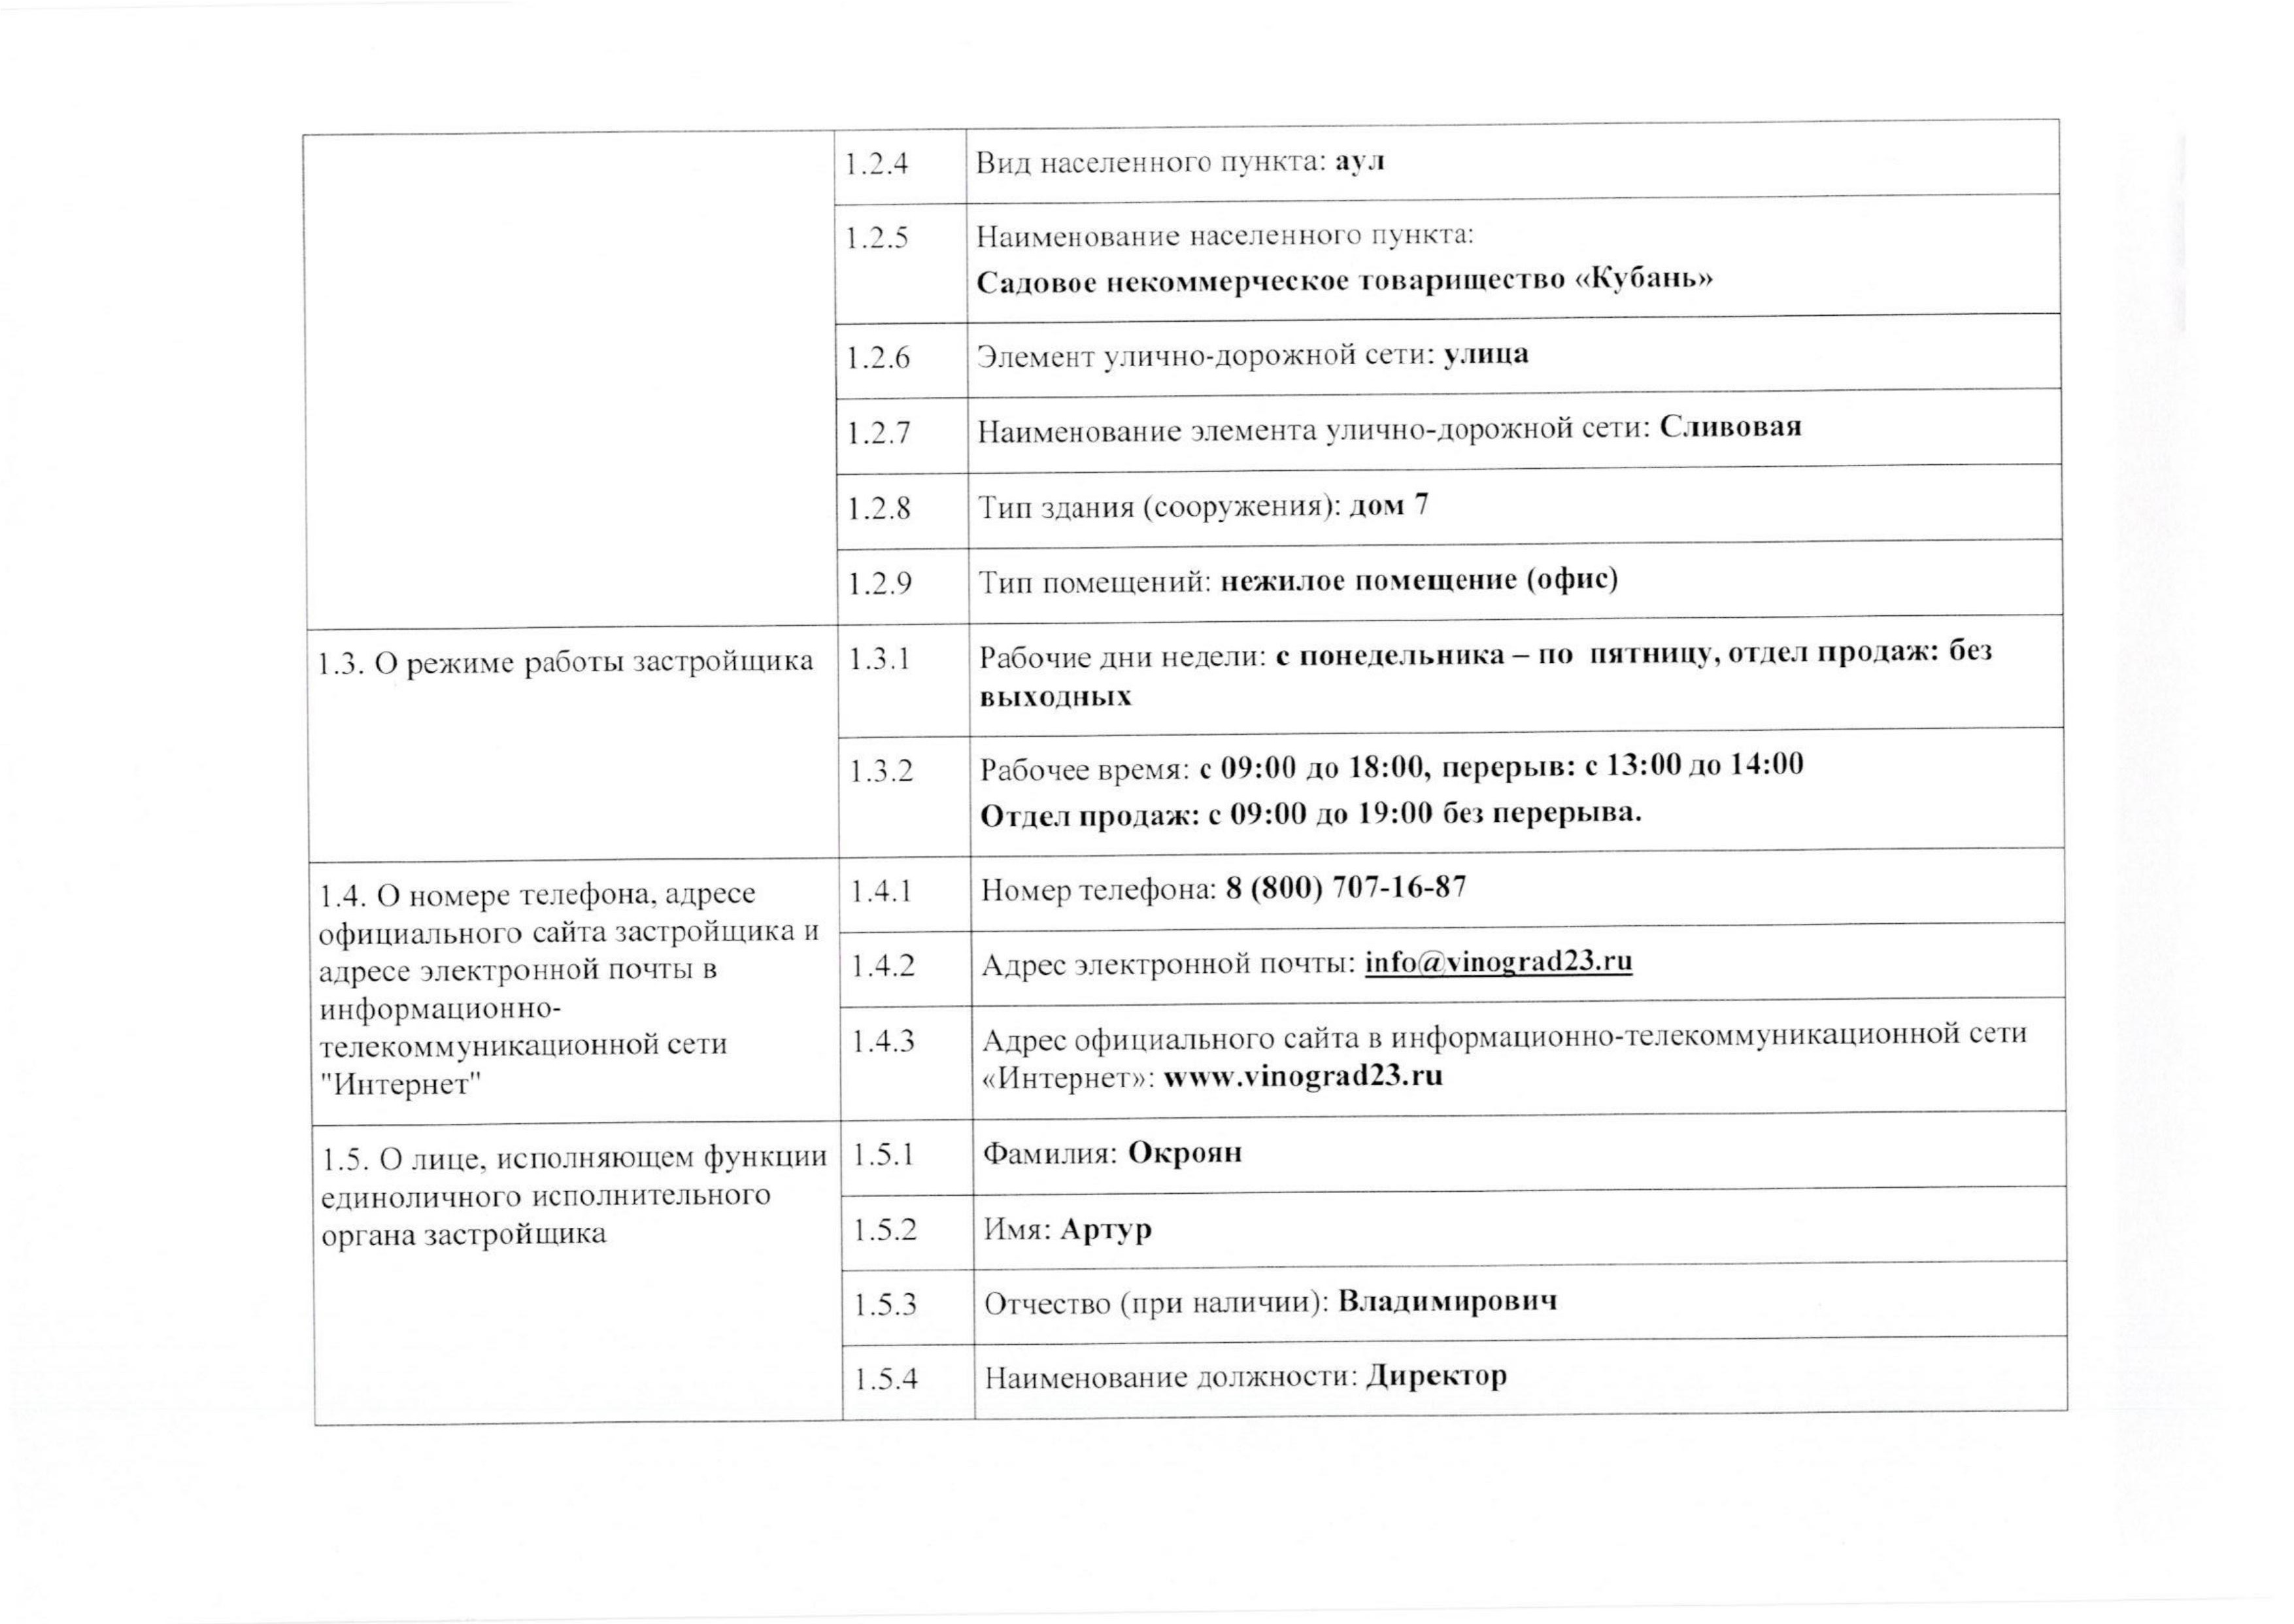 1.2.4 Вид населенного пункта: аул
1.2.5 Наименование населенного пункта:
Садовое некоммерческое товарищество «Кубань»
1.2.6 Элемент улично-дорожной сети: улица
1.2.7 Наименование элемента улично-дорожной сети: Сливовая
1.2.8 Тип здания (сооружения): дом 7
1.2.9 Тип помещений: нежилое помещение (офис)
1.3. О режиме работы застройщика
1.3.1 Рабочие дни недели: с понедельника – по пятницу, отдел продаж: без
выходных
1.3.2 Рабочее время: с 09:00 до 18:00, перерыв: с 13:00 до 14:00
Отдел продаж: с 09:00 до 19:00 без перерыва.
1.4. О номере телефона, адресе
официального сайта застройщика и
адресе электронной почты в
информационно-
телекоммуникационной сети
"Интернет"
1.4.1 Номер телефона: 8 (800) 707-16-87
1.4.2 Адрес электронной почты: info@vinograd23.ru
1.4.3 Адрес официального сайта в информационно-телекоммуникационной сети
«Интернет»: www.vinograd23.ru
1.5. О лице, исполняющем функции
единоличного исполнительного
органа застройщика
1.5.1 Фамилия: Окроян
1.5.2 Имя: Артур
1.5.3 Отчество (при наличии): Владимирович
1.5.4 Наименование должности: Директор